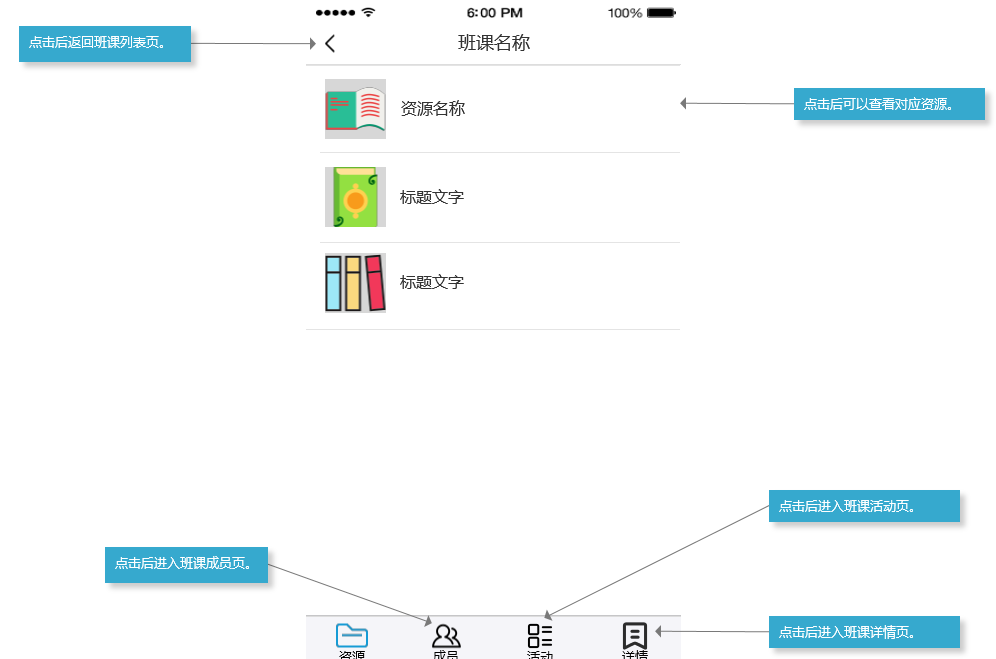 6:00 PM
100%
点击后返回班课列表页。
班课名称
点击后可以查看对应资源。
资源名称
标题文字
标题文字
点击后进入班课活动页。
点击后进入班课成员页。
点击后进入班课详情页。
资源
成员
活动
详情